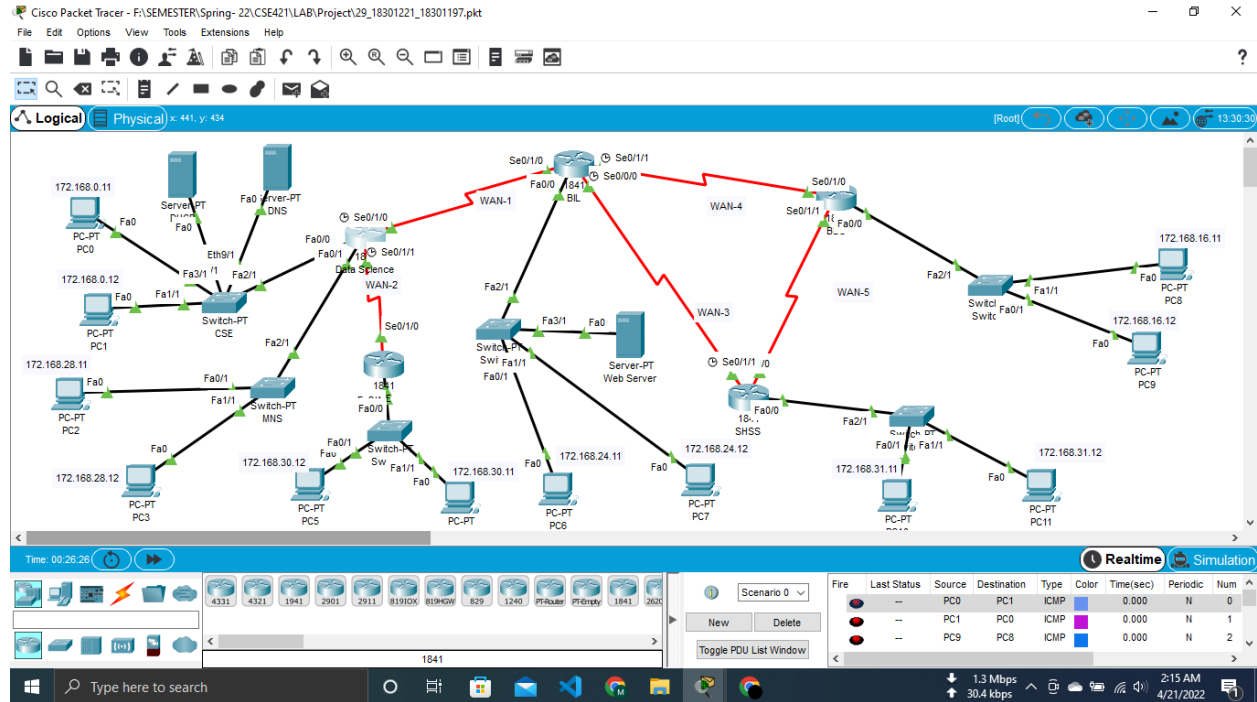 Cisco Packet Tracer - F:\SEMESTER\Spring- 22\CSE421\LAB\Project\29_18301221_18301197.pkt
File Edit Options View Tools Extensions Help
Logical Physical x: 441, y: 434 [Root] 13:30:30
172.168.0.11
Server-PT
Fa0
PC-PT
PC0
Fa0
Server-PT
DNS
Fa0
Eth9/1
Fa3/1
Fa2/1
172.168.0.12
Fa0
Fa1/1
PC-PT
PC1
Switch-PT
CSE
Se0/1/0
Fa0/0
Fa0/1
Se0/1/1
Data Science
WAN-2
WAN-1
Se0/1/0
Se0/1/1
Fa0/0
1841
Se0/0/0
BIL
WAN-4
Se0/1/0
Se0/1/1
Fa0/0
WAN-5
WAN-3
172.168.16.11
Fa2/1
Fa0
Fa1/1
PC-PT
PC8
Fa0/1
172.168.16.12
Fa0
PC-PT
PC9
Fa2/1
Fa3/1
Fa0
Switch-PT
Fa1/1
Fa0/1
Server-PT
Web Server
Se0/1/0
1841
Fa0/0
Fa2/1
172.168.28.11
Fa0
Fa0/1
Fa1/1
PC-PT
PC2
Switch-PT
MNS
Se0/1/1
Fa0/0
SHSS
Fa2/1
Fa0/1
Fa1/1
Fa0
172.168.28.12
PC-PT
PC3
Fa0/1
Switch-PT
172.168.30.12
Fa1/1
172.168.30.11
Fa0
PC-PT
PC5
PC-PT
172.168.24.11
Fa0
PC-PT
PC6
172.168.24.12
Fa0
PC-PT
PC7
172.168.31.11
PC-PT
172.168.31.12
Fa0
PC-PT
PC11
Time: 00:26:26 Realtime Simulation
4331 4321 1941 2901 2911 819IOX 819HGW 829 1240 PT-Router PT-Empty 1841
1841
Scenario 0
New Delete
Toggle PDU List Window
Fire Last Status Source Destination Type Color Time(sec) Periodic Num
-- PC0 PC1 ICMP 0.000 N 0
-- PC1 PC0 ICMP 0.000 N 1
-- PC9 PC8 ICMP 0.000 N 2
Type here to search
1.3 Mbps
30.4 kbps
2:15 AM
4/21/2022